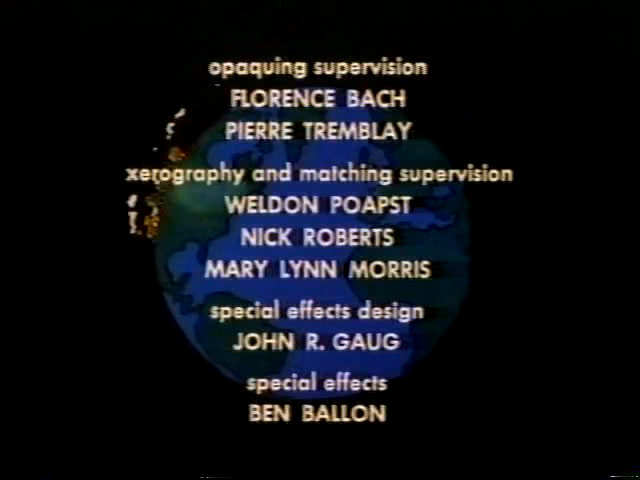 opaquing supervision
FLORENCE BACH
PIERRE TREMBLAY
xerography and matching supervision
WELDON POAPST
NICK ROBERTS
MARY LYNN MORRIS
special effects design
JOHN R. GAUG
special effects
BEN BALLON